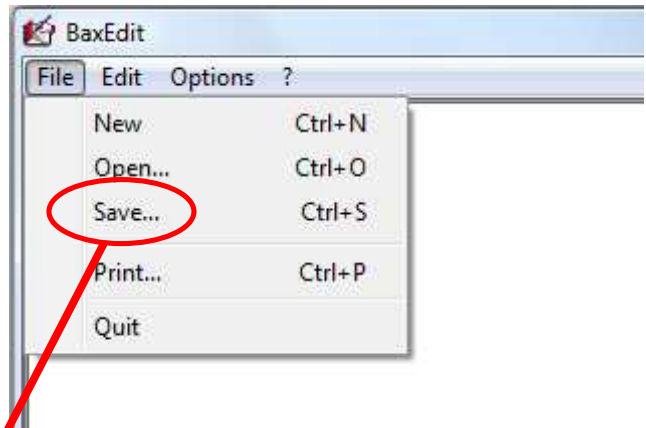 BaxEdit
File Edit Options ?
New Ctrl+N
Open... Ctrl+O
Save... Ctrl+S
Print... Ctrl+P
Quit